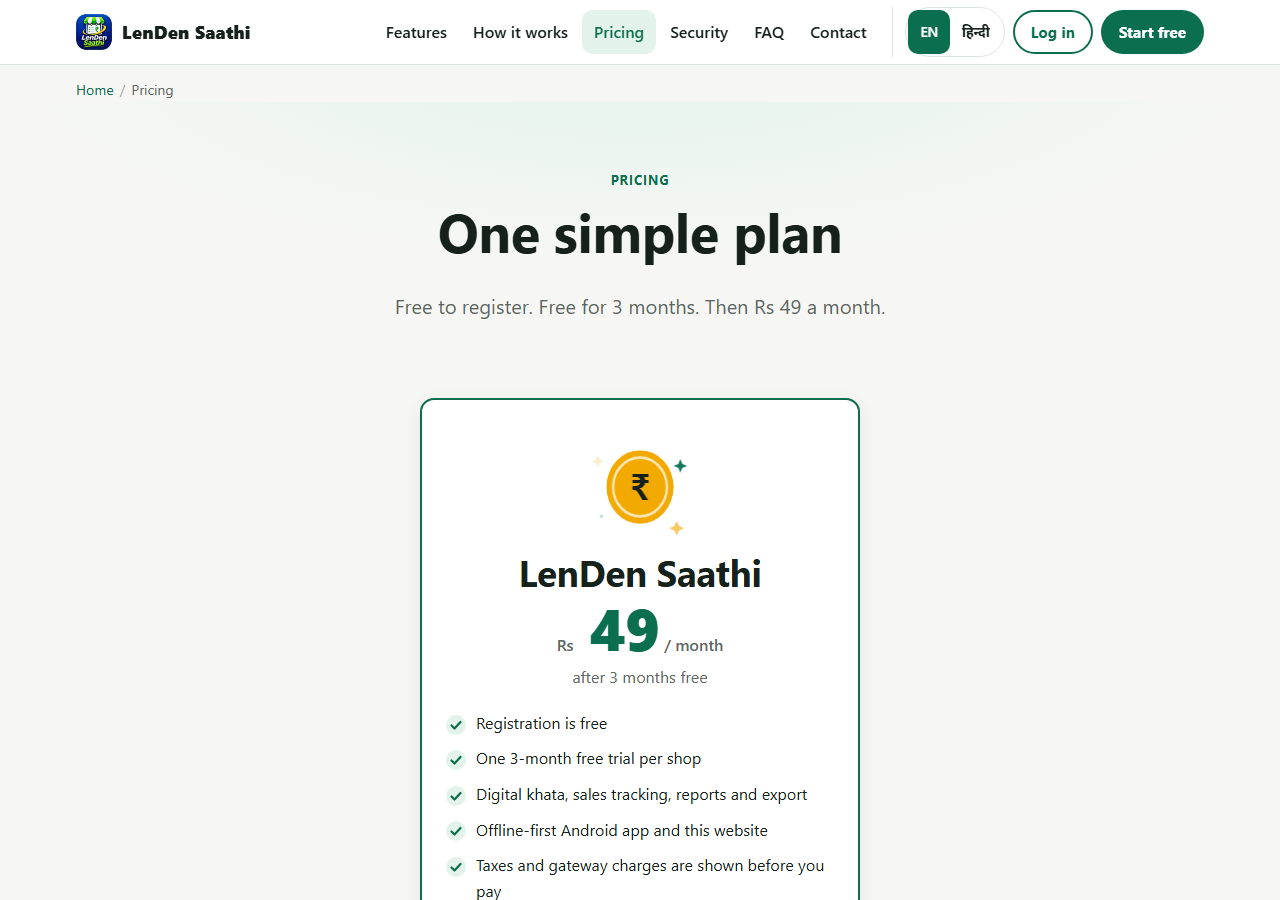 LenDen Saathi
LenDen Saathi
Features
How it works
Pricing
Security
FAQ
Contact
EN
हिन्दी
Log in
Start free
Home / Pricing
PRICING
One simple plan
Free to register. Free for 3 months. Then Rs 49 a month.
₹
LenDen Saathi
Rs 49 / month
after 3 months free
Registration is free
One 3-month free trial per shop
Digital khata, sales tracking, reports and export
Offline-first Android app and this website
Taxes and gateway charges are shown before you
pay